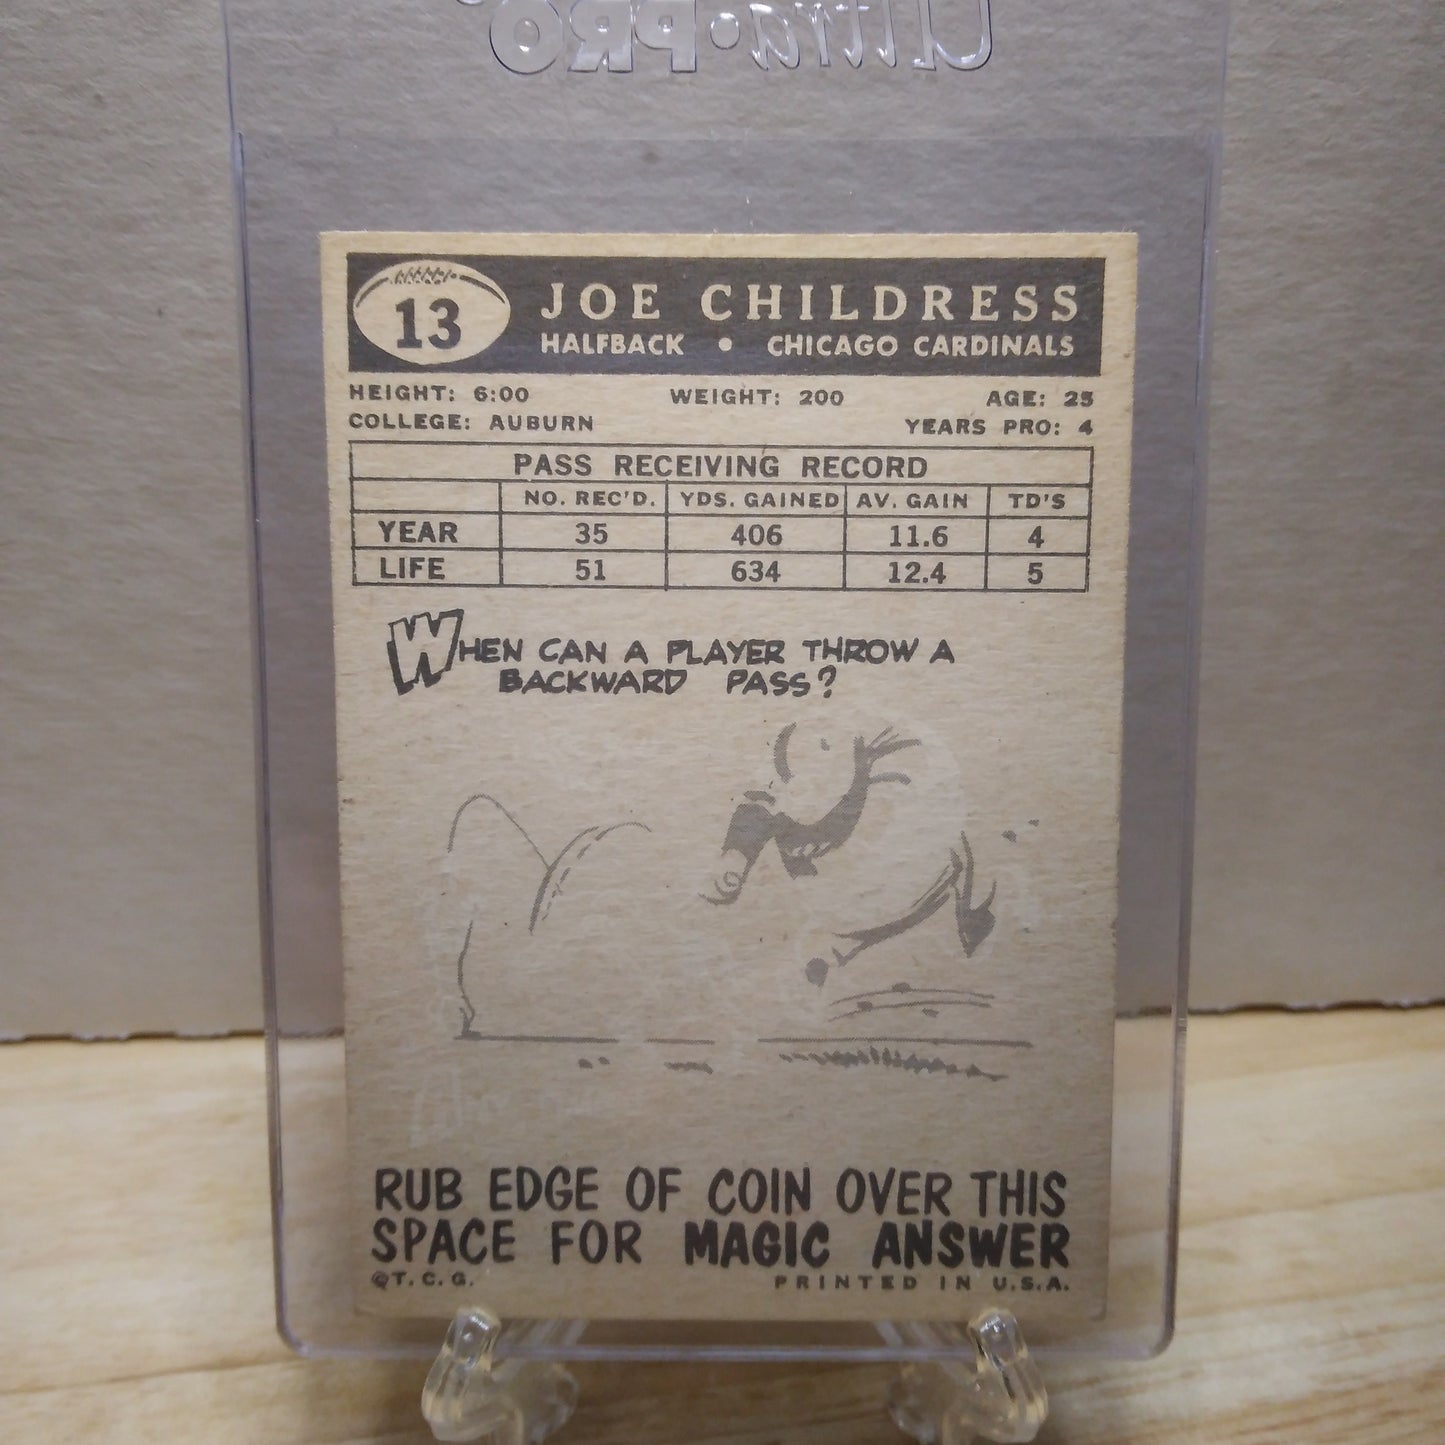 Ultra·PRO
13
JOE CHILDRESS
HALFBACK • CHICAGO CARDINALS
HEIGHT: 6:00 WEIGHT: 200 AGE: 25
COLLEGE: AUBURN YEARS PRO: 4
PASS RECEIVING RECORD
NO. REC'D. YDS. GAINED AV. GAIN TD'S
YEAR 35 406 11.6 4
LIFE 51 634 12.4 5
WHEN CAN A PLAYER THROW A
BACKWARD PASS?
RUB EDGE OF COIN OVER THIS
SPACE FOR MAGIC ANSWER
©T.C.G. PRINTED IN U.S.A.